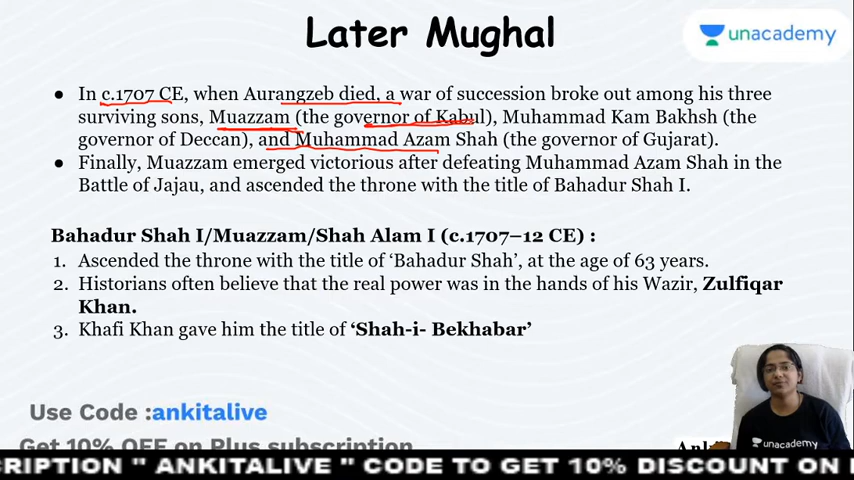 Later Mughal
unacademy
● In c.1707 CE, when Aurangzeb died, a war of succession broke out among his three
surviving sons, Muazzam (the governor of Kabul), Muhammad Kam Bakhsh (the
governor of Deccan), and Muhammad Azam Shah (the governor of Gujarat).
● Finally, Muazzam emerged victorious after defeating Muhammad Azam Shah in the
Battle of Jajau, and ascended the throne with the title of Bahadur Shah I.
Bahadur Shah I/Muazzam/Shah Alam I (c.1707–12 CE) :
1. Ascended the throne with the title of ‘Bahadur Shah’, at the age of 63 years.
2. Historians often believe that the real power was in the hands of his Wazir, Zulfiqar
Khan.
3. Khafi Khan gave him the title of ‘Shah-i- Bekhabar’
Use Code :ankitalive
Get 10% OFF on Plus subscription
unacademy
RIPTION " ANKITALIVE " CODE TO GET 10% DISCOUNT ON